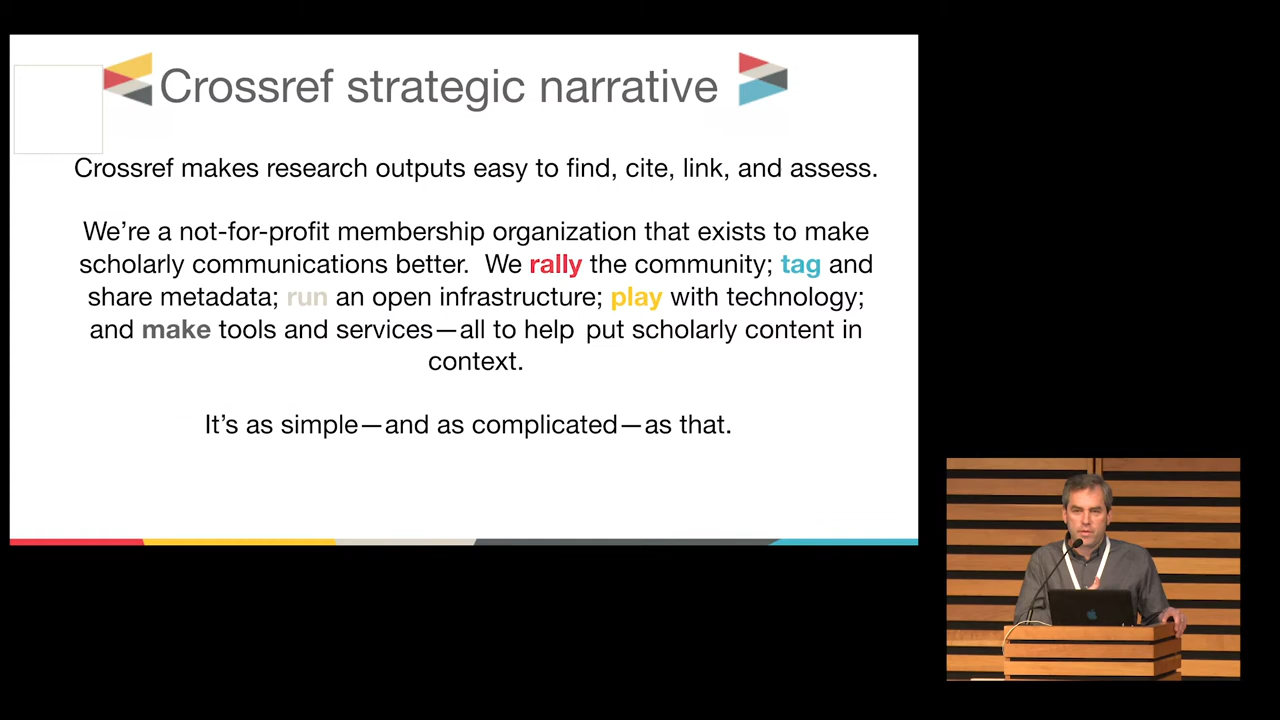 Crossref strategic narrative
Crossref makes research outputs easy to find, cite, link, and assess.
We’re a not-for-profit membership organization that exists to make
scholarly communications better.  We rally the community; tag and
share metadata; run an open infrastructure; play with technology;
and make tools and services—all to help put scholarly content in
context.
It’s as simple—and as complicated—as that.